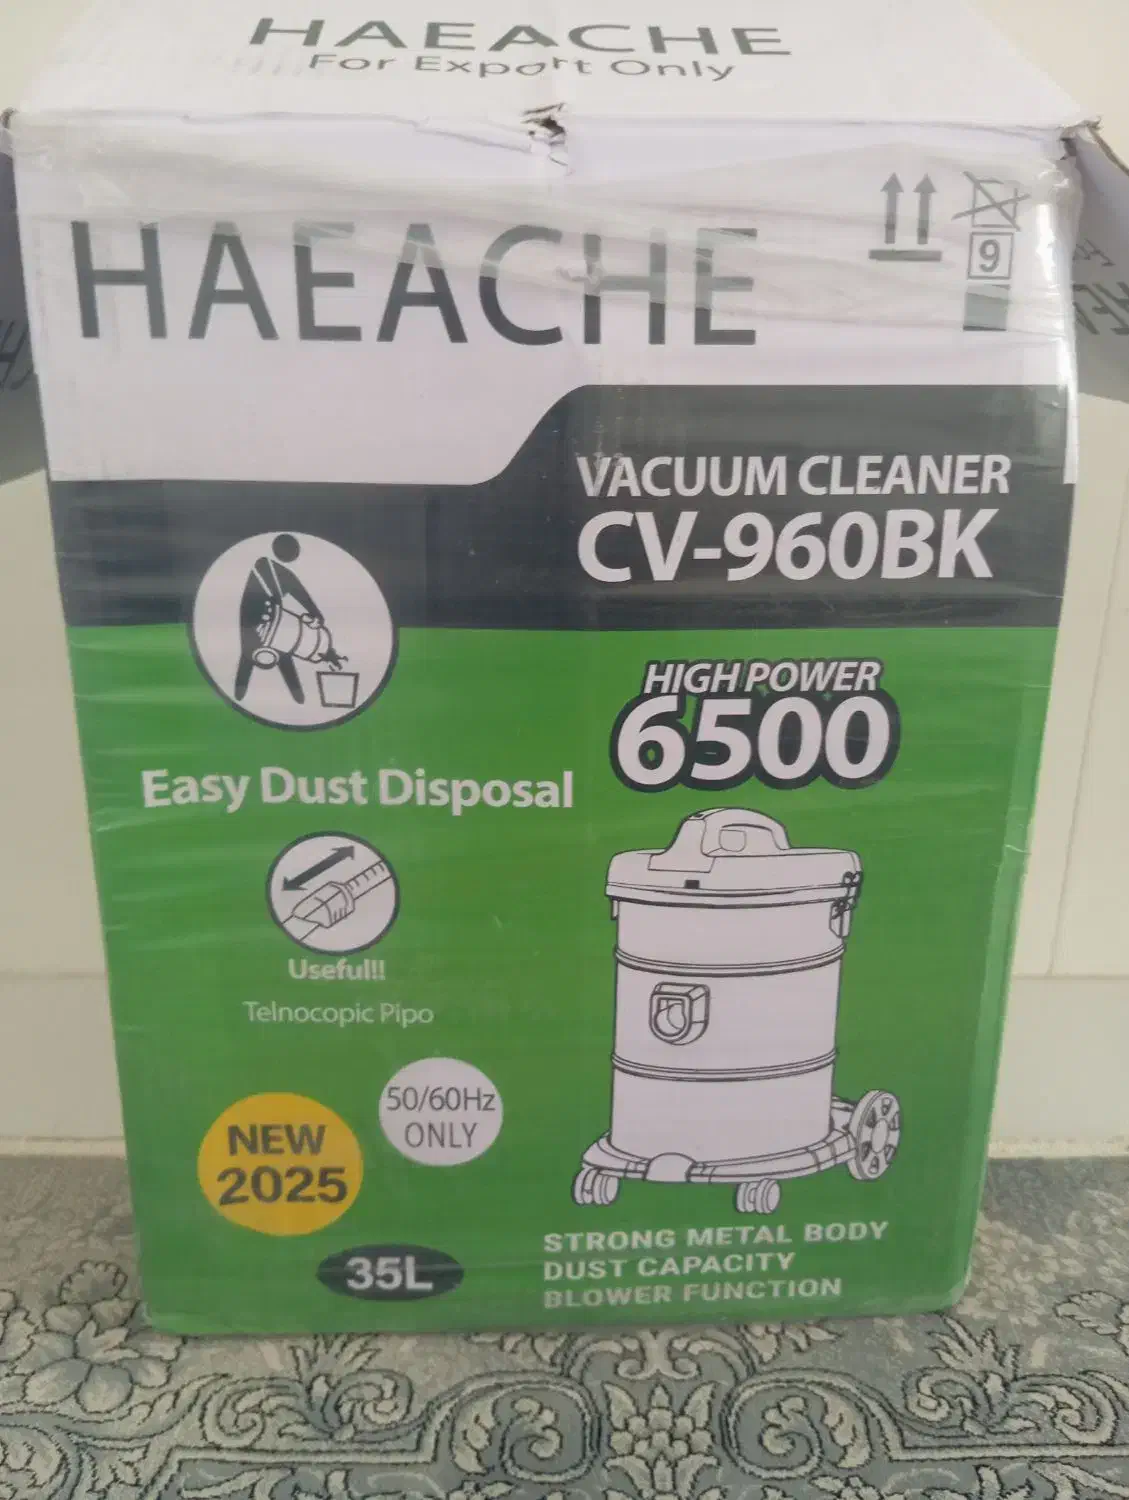 HAEACHE
For Export Only
HAEACHE
9
VACUUM CLEANER
CV-960BK
HIGH POWER
6500
Easy Dust Disposal
Useful!!
Telnocopic Pipo
50/60Hz
ONLY
NEW
2025
35L
STRONG METAL BODY
DUST CAPACITY
BLOWER FUNCTION